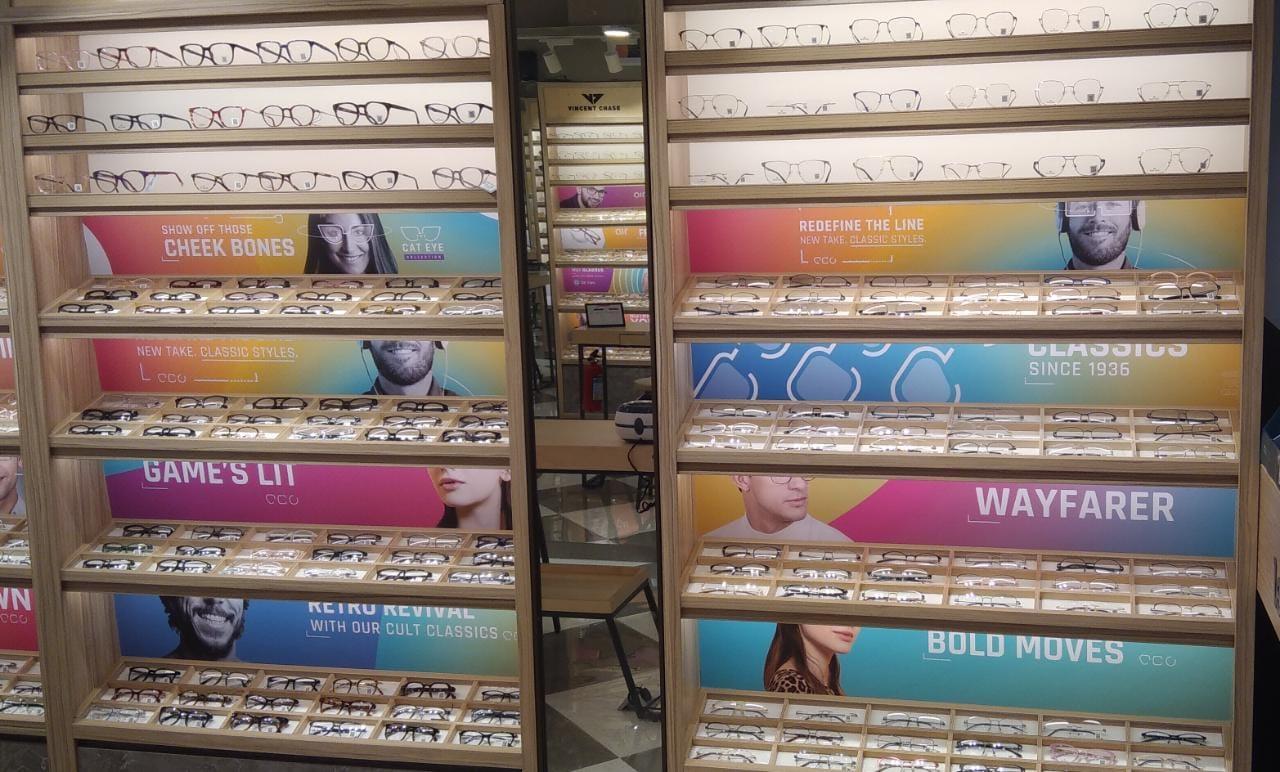 SHOW OFF THOSE
CHEEK BONES
CAT EYE
NEW TAKE. CLASSIC STYLES.
GAME'S LIT
RETRO REVIVAL
WITH OUR CULT CLASSICS
WN
VINCENT CHASE
REDEFINE THE LINE
NEW TAKE. CLASSIC STYLES.
CLASSICS
SINCE 1936
WAYFARER
BOLD MOVES